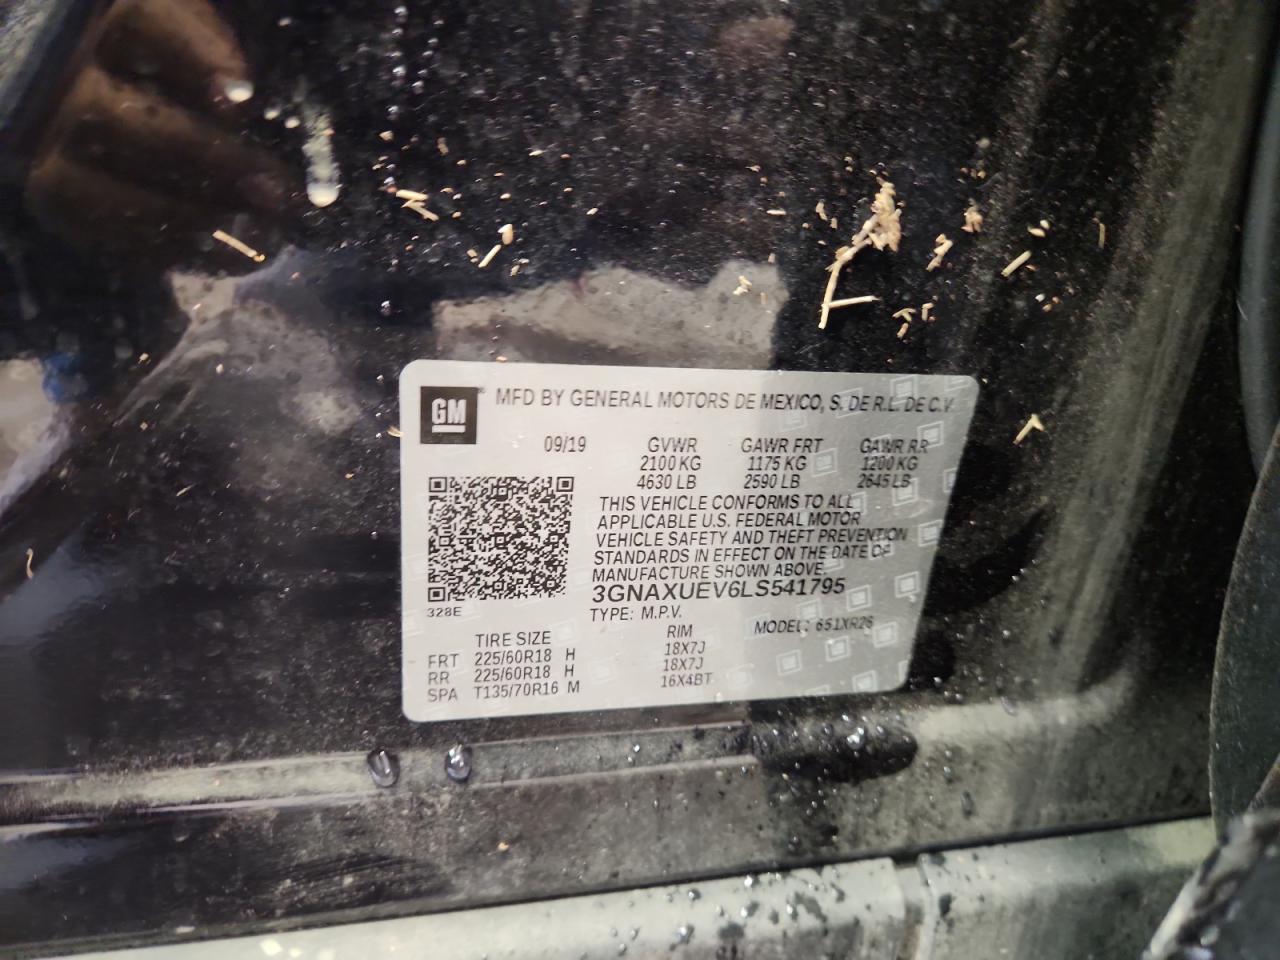 GM® MFD BY GENERAL MOTORS DE MEXICO, S. DE R.L. DE C.V.
09/19 GVWR GAWR FRT GAWR RR
2100 KG 1175 KG 1200 KG
4630 LB 2590 LB 2645 LB
THIS VEHICLE CONFORMS TO ALL
APPLICABLE U.S. FEDERAL MOTOR
VEHICLE SAFETY AND THEFT PREVENTION
STANDARDS IN EFFECT ON THE DATE OF
MANUFACTURE SHOWN ABOVE.
3GNAXUEV6LS541795
328E
TYPE: M.P.V. MODEL: 651XR26
TIRE SIZE RIM
FRT 225/60R18 H 18X7J
RR 225/60R18 H 18X7J
SPA T135/70R16 M 16X4BT